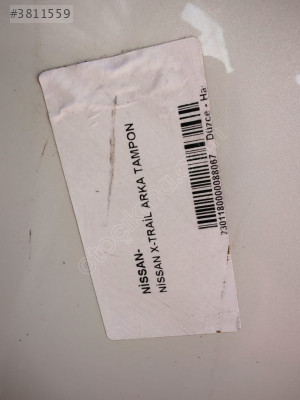 #3811559
NİSSAN-
NİSSAN X-TRAİL ARKA TAMPON
7301180000088067
Düzce - Ha